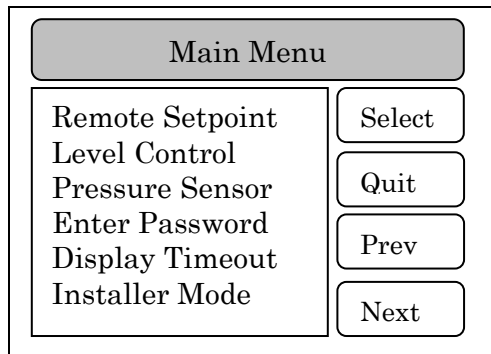 Main Menu
Remote Setpoint
Level Control
Pressure Sensor
Enter Password
Display Timeout
Installer Mode
Select
Quit
Prev
Next